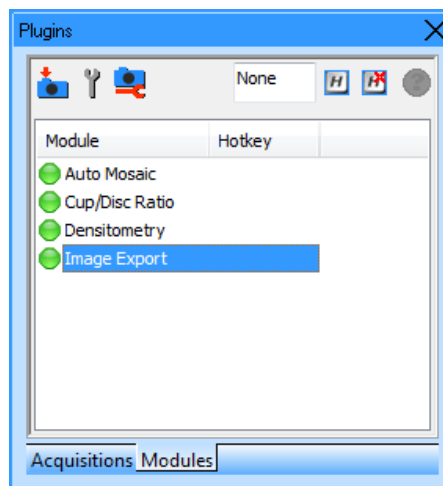 Plugins
None
H H
Module Hotkey
Auto Mosaic
Cup/Disc Ratio
Densitometry
Image Export
Acquisitions Modules